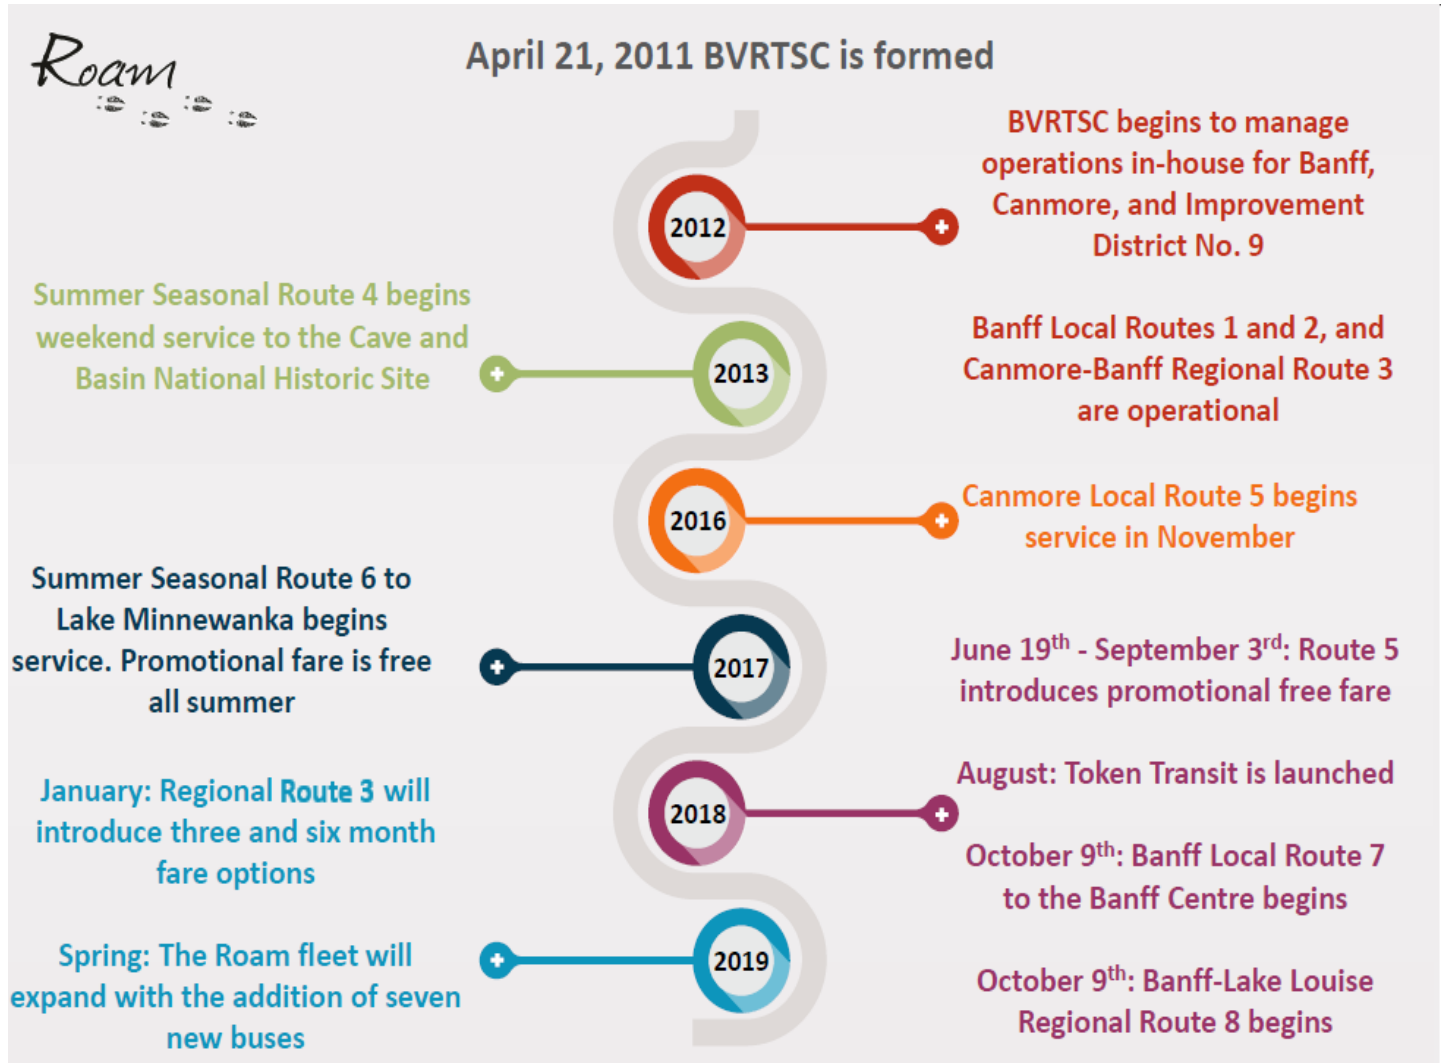 Roam
April 21, 2011 BVRTSC is formed
2012
BVRTSC begins to manage
operations in-house for Banff,
Canmore, and Improvement
District No. 9
Banff Local Routes 1 and 2, and
Canmore-Banff Regional Route 3
are operational
Summer Seasonal Route 4 begins
weekend service to the Cave and
Basin National Historic Site
2013
2016
Canmore Local Route 5 begins
service in November
Summer Seasonal Route 6 to
Lake Minnewanka begins
service. Promotional fare is free
all summer
2017
2018
June 19th - September 3rd: Route 5
introduces promotional free fare
August: Token Transit is launched
October 9th: Banff Local Route 7
to the Banff Centre begins
October 9th: Banff-Lake Louise
Regional Route 8 begins
January: Regional Route 3 will
introduce three and six month
fare options
Spring: The Roam fleet will
expand with the addition of seven
new buses
2019